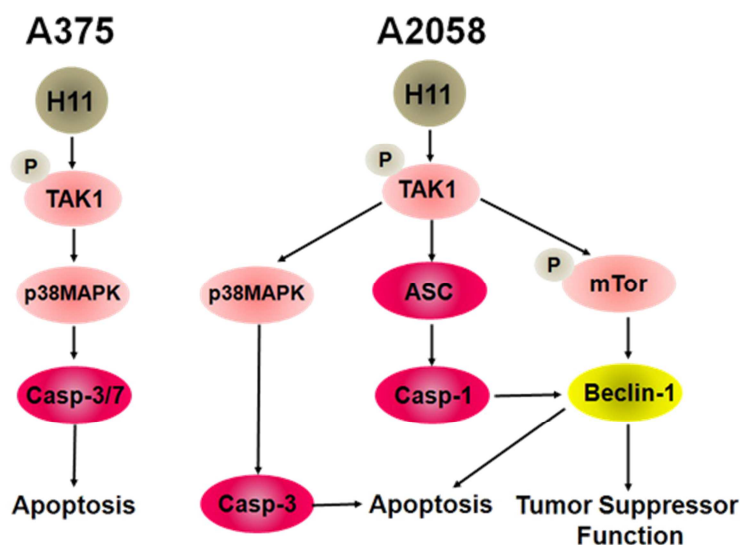 A375
A2058
H11
H11
P
TAK1
P
TAK1
p38MAPK
p38MAPK
ASC
P
mTor
Casp-3/7
Casp-1
Beclin-1
Apoptosis
Casp-3
Apoptosis
Tumor Suppressor
Function